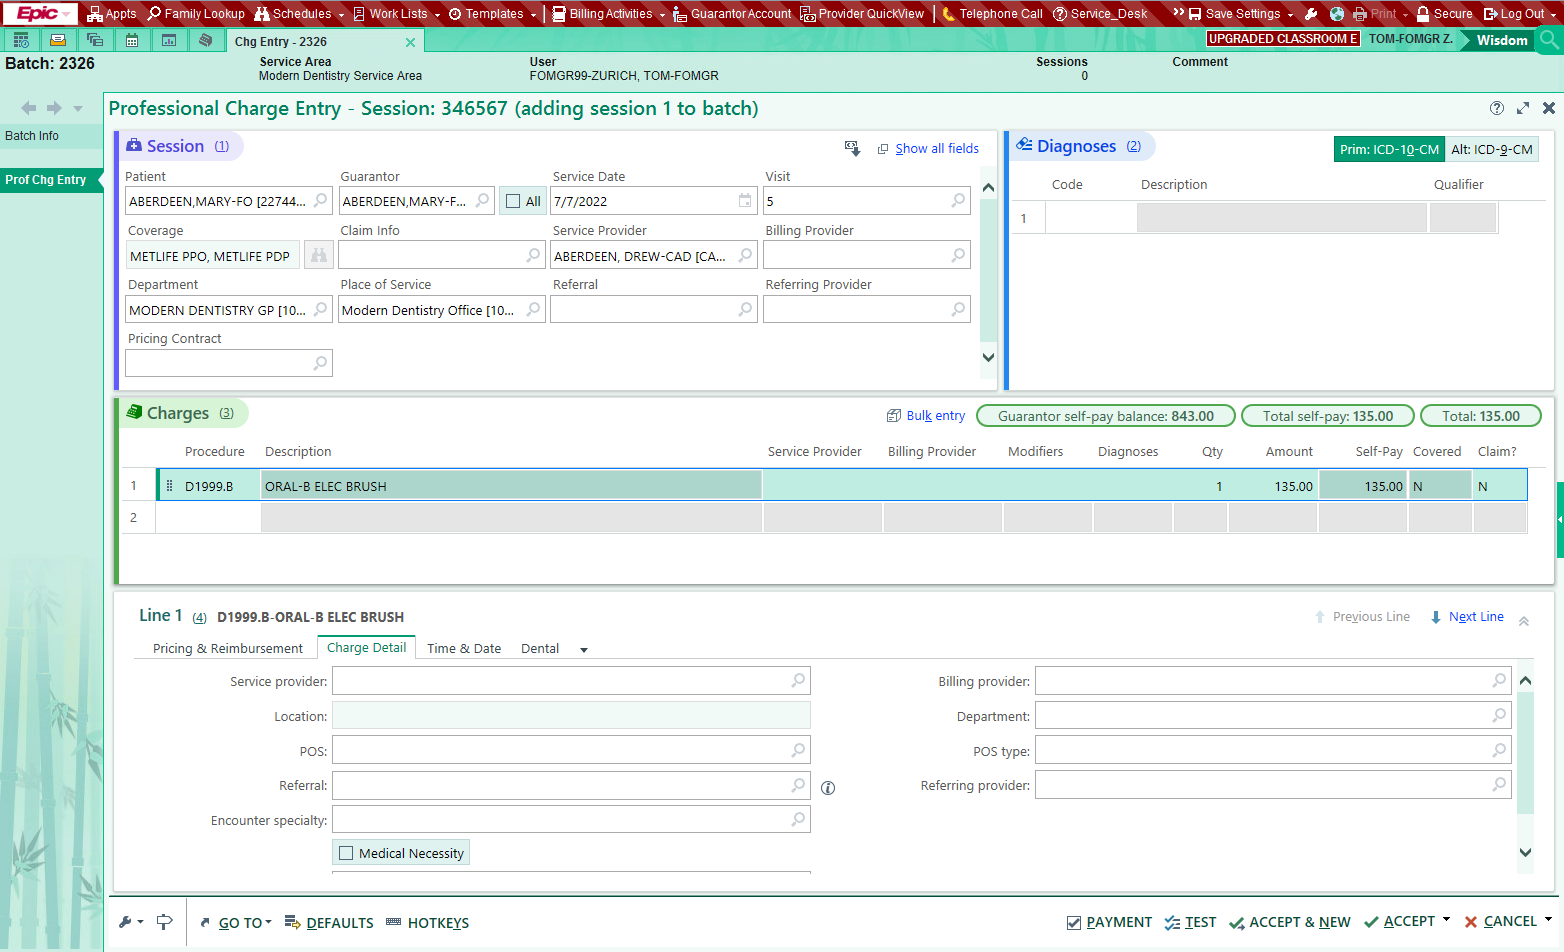 Epic Appts Family Lookup Schedules Work Lists Templates Billing Activities Guarantor Account Provider QuickView Telephone Call Service_Desk Save Settings Print Secure Log Out
Chg Entry - 2326
UPGRADED CLASSROOM E TOM-FOMGR Z. Wisdom
Batch: 2326
Service Area
Modern Dentistry Service Area
User
FOMGR99-ZURICH, TOM-FOMGR
Sessions
0
Comment
Batch Info
Prof Chg Entry
Professional Charge Entry - Session: 346567 (adding session 1 to batch)
Session (1)
Show all fields
Patient Guarantor Service Date Visit
ABERDEEN,MARY-FO [22744... ABERDEEN,MARY-F... All 7/7/2022 5
Coverage Claim Info Service Provider Billing Provider
METLIFE PPO, METLIFE PDP ABERDEEN, DREW-CAD [CA...
Department Place of Service Referral Referring Provider
MODERN DENTISTRY GP [10... Modern Dentistry Office [10...
Pricing Contract
Diagnoses (2) Prim: ICD-10-CM Alt: ICD-9-CM
Code Description Qualifier
1
Charges (3) Bulk entry Guarantor self-pay balance: 843.00 Total self-pay: 135.00 Total: 135.00
Procedure Description Service Provider Billing Provider Modifiers Diagnoses Qty Amount Self-Pay Covered Claim?
1 D1999.B ORAL-B ELEC BRUSH 1 135.00 135.00 N N
2
Line 1 (4) D1999.B-ORAL-B ELEC BRUSH Previous Line Next Line
Pricing & Reimbursement Charge Detail Time & Date Dental
Service provider: Billing provider:
Location: Department:
POS: POS type:
Referral: Referring provider:
Encounter specialty:
Medical Necessity
GO TO DEFAULTS HOTKEYS PAYMENT TEST ACCEPT & NEW ACCEPT CANCEL